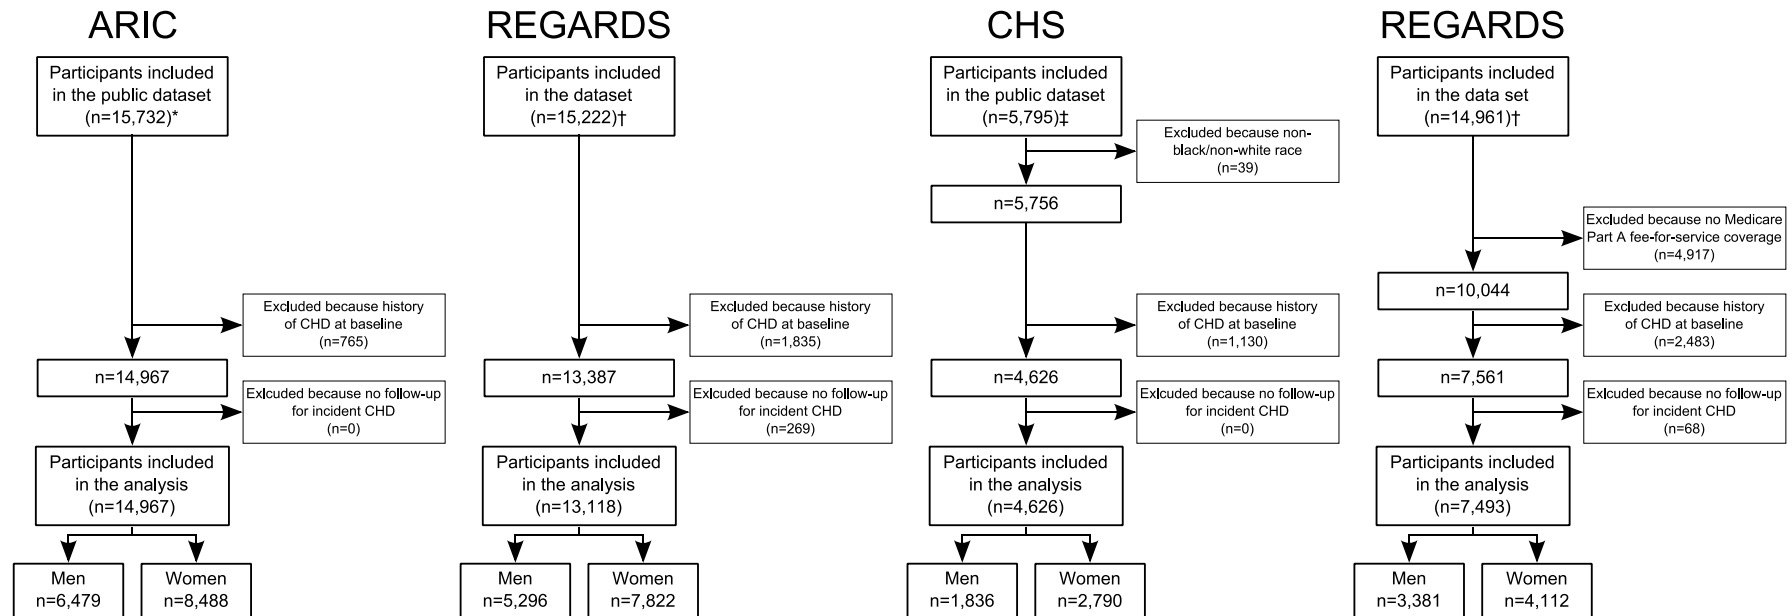 ARIC
Participants included
in the public dataset
(n=15,732)*
Excluded because history
of CHD at baseline
(n=765)
n=14,967
Exlcuded because no follow-up
for incident CHD
(n=0)
Participants included
in the analysis
(n=14,967)
Men
n=6,479
Women
n=8,488
REGARDS
Participants included
in the dataset
(n=15,222)†
Excluded because history
of CHD at baseline
(n=1,835)
n=13,387
Exlcuded because no follow-up
for incident CHD
(n=269)
Participants included
in the analysis
(n=13,118)
Men
n=5,296
Women
n=7,822
CHS
Participants included
in the public dataset
(n=5,795)‡
Excluded because non-
black/non-white race
(n=39)
n=5,756
Excluded because history
of CHD at baseline
(n=1,130)
n=4,626
Exlcuded because no follow-up
for incident CHD
(n=0)
Participants included
in the analysis
(n=4,626)
Men
n=1,836
Women
n=2,790
REGARDS
Participants included
in the data set
(n=14,961)†
Excluded because no Medicare
Part A fee-for-service coverage
(n=4,917)
n=10,044
Excluded because history
of CHD at baseline
(n=2,483)
n=7,561
Exlcuded because no follow-up
for incident CHD
(n=68)
Participants included
in the analysis
(n=7,493)
Men
n=3,381
Women
n=4,112